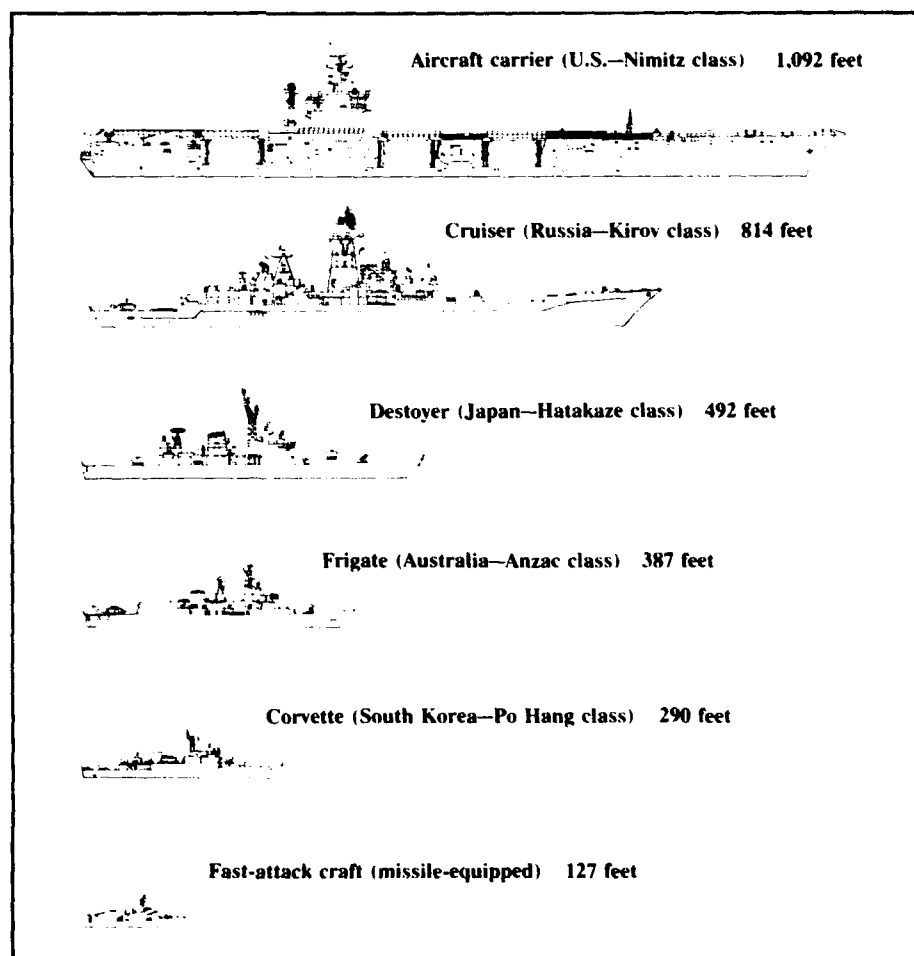 Aircraft carrier (U.S.—Nimitz class) 1,092 feet
Cruiser (Russia—Kirov class) 814 feet
Destoyer (Japan—Hatakaze class) 492 feet
Frigate (Australia—Anzac class) 387 feet
Corvette (South Korea—Po Hang class) 290 feet
Fast-attack craft (missile-equipped) 127 feet